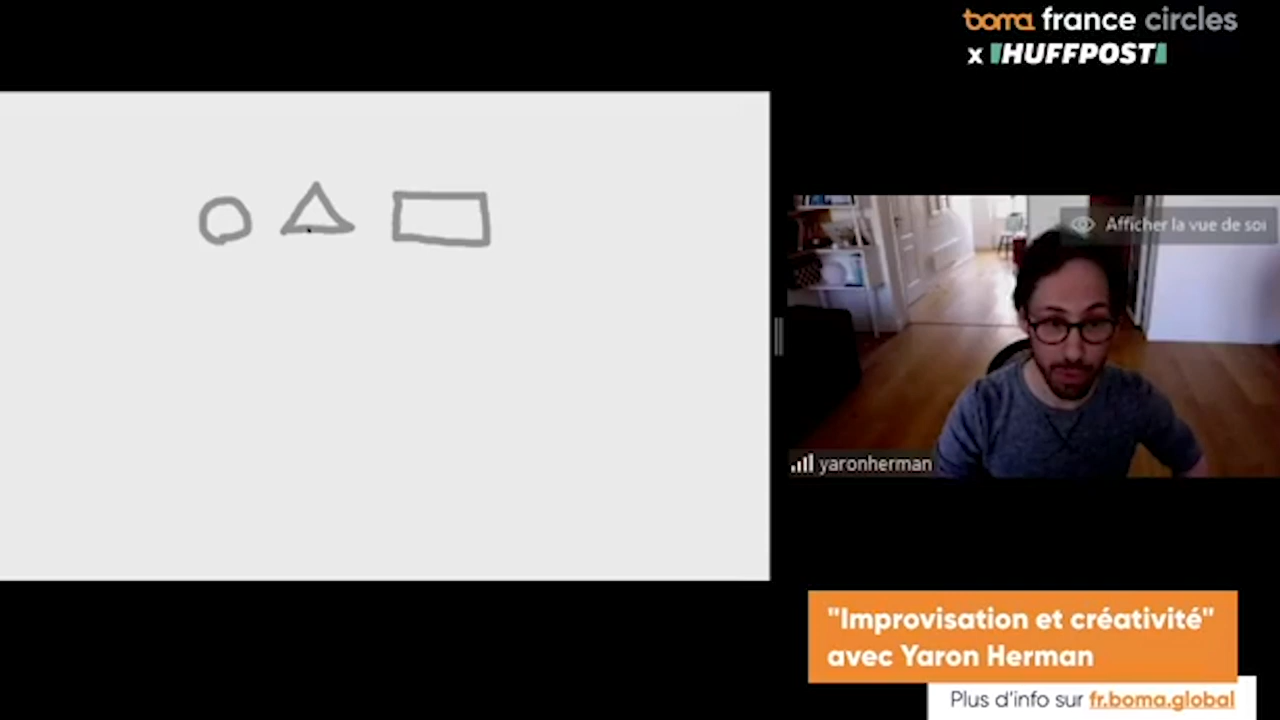 boma france circles
x HUFFPOST
Afficher la vue de soi
yaronherman
"Improvisation et créativité"
avec Yaron Herman
Plus d'info sur fr.boma.global